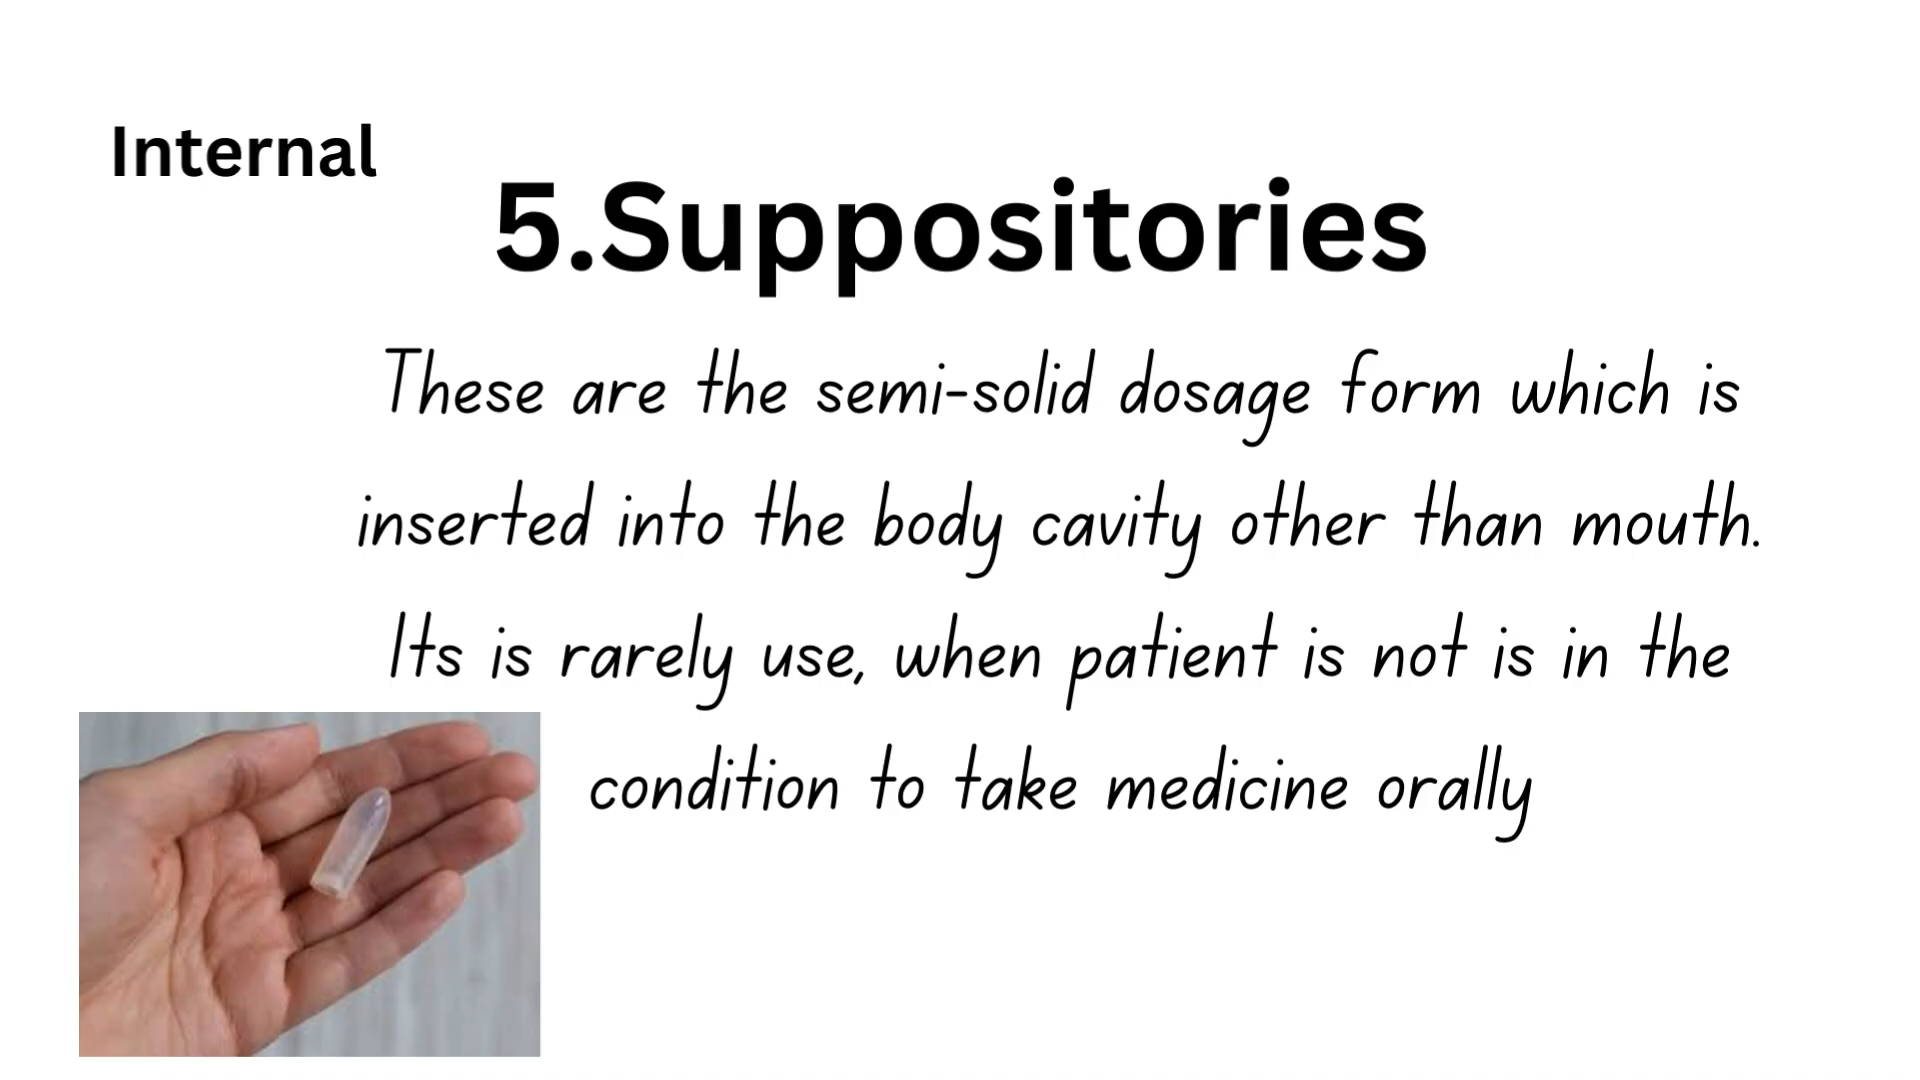 Internal
5.Suppositories
These are the semi-solid dosage form which is
inserted into the body cavity other than mouth.
Its is rarely use, when patient is not is in the
condition to take medicine orally